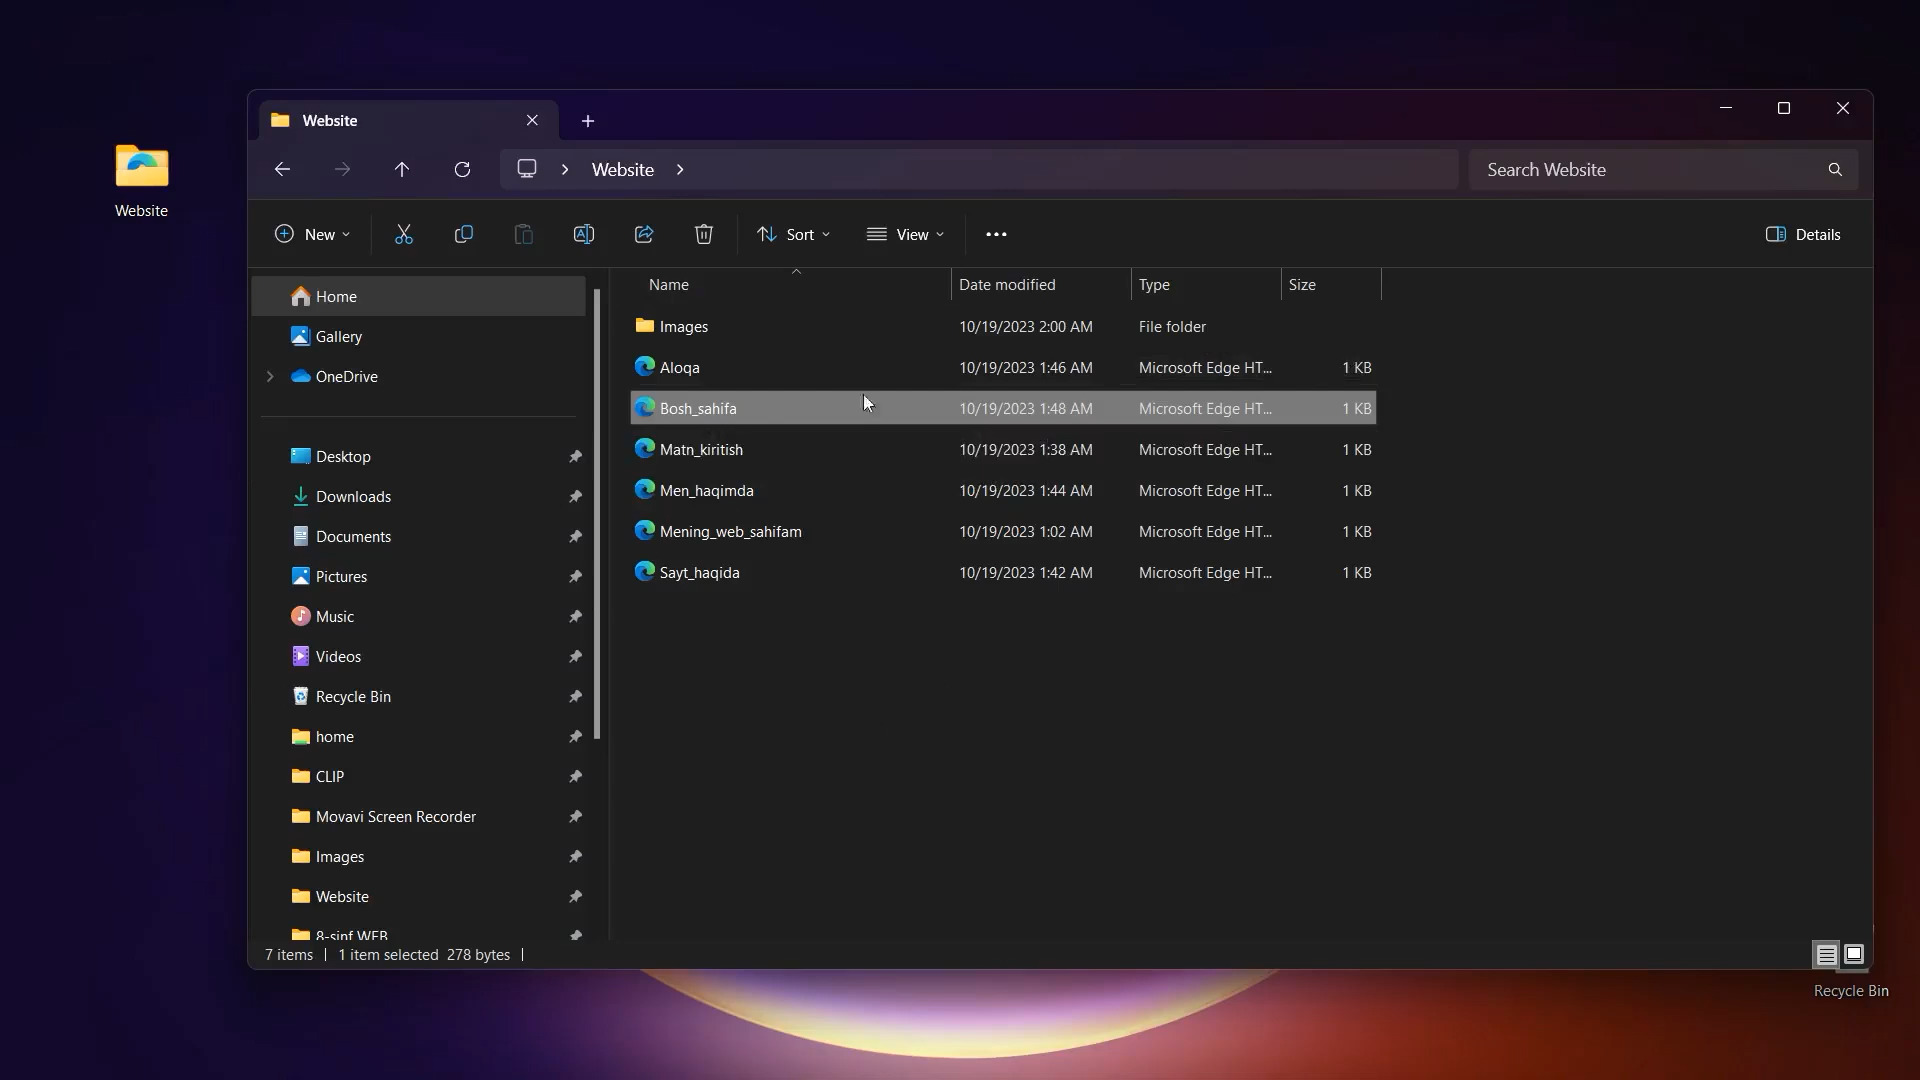 Website
Website
Website
Search Website
New
Sort
View
Details
Home
Gallery
OneDrive
Desktop
Downloads
Documents
Pictures
Music
Videos
Recycle Bin
home
CLIP
Movavi Screen Recorder
Images
Website
8-sinf WEB
Name Date modified Type Size
Images 10/19/2023 2:00 AM File folder
Aloqa 10/19/2023 1:46 AM Microsoft Edge HT... 1 KB
Bosh_sahifa 10/19/2023 1:48 AM Microsoft Edge HT... 1 KB
Matn_kiritish 10/19/2023 1:38 AM Microsoft Edge HT... 1 KB
Men_haqimda 10/19/2023 1:44 AM Microsoft Edge HT... 1 KB
Mening_web_sahifam 10/19/2023 1:02 AM Microsoft Edge HT... 1 KB
Sayt_haqida 10/19/2023 1:42 AM Microsoft Edge HT... 1 KB
7 items 1 item selected 278 bytes
Recycle Bin